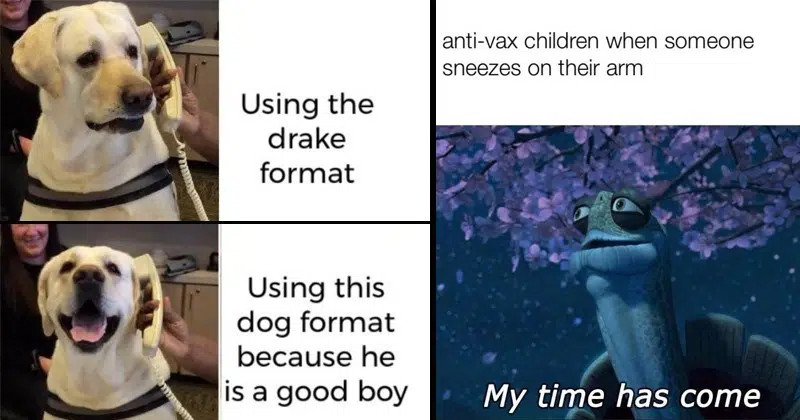 Using the
drake
format
Using this
dog format
because he
is a good boy
anti-vax children when someone
sneezes on their arm
My time has come